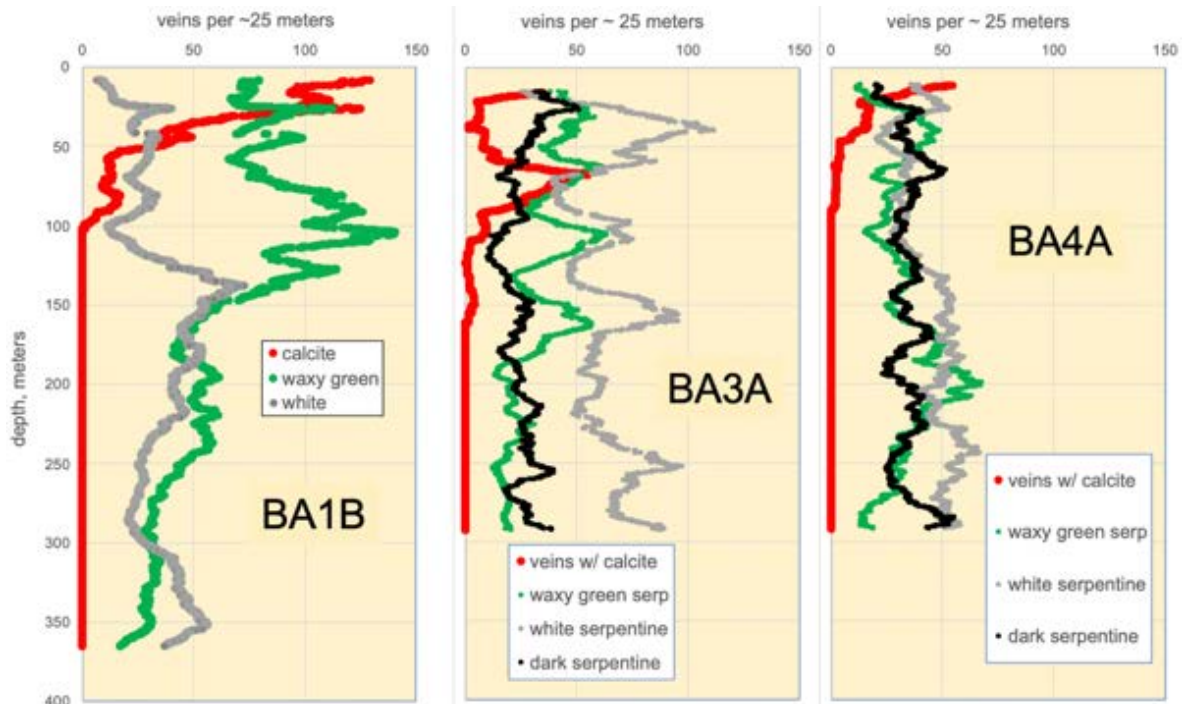 veins per ~25 meters
0 50 100 150
0
50
100
150
200
250
300
350
400
depth, meters
calcite
waxy green
white
BA1B
veins per ~ 25 meters
0 50 100 150
BA3A
veins w/ calcite
waxy green serp
white serpentine
dark serpentine
veins per ~ 25 meters
0 50 100 150
BA4A
veins w/ calcite
waxy green serp
white serpentine
dark serpentine